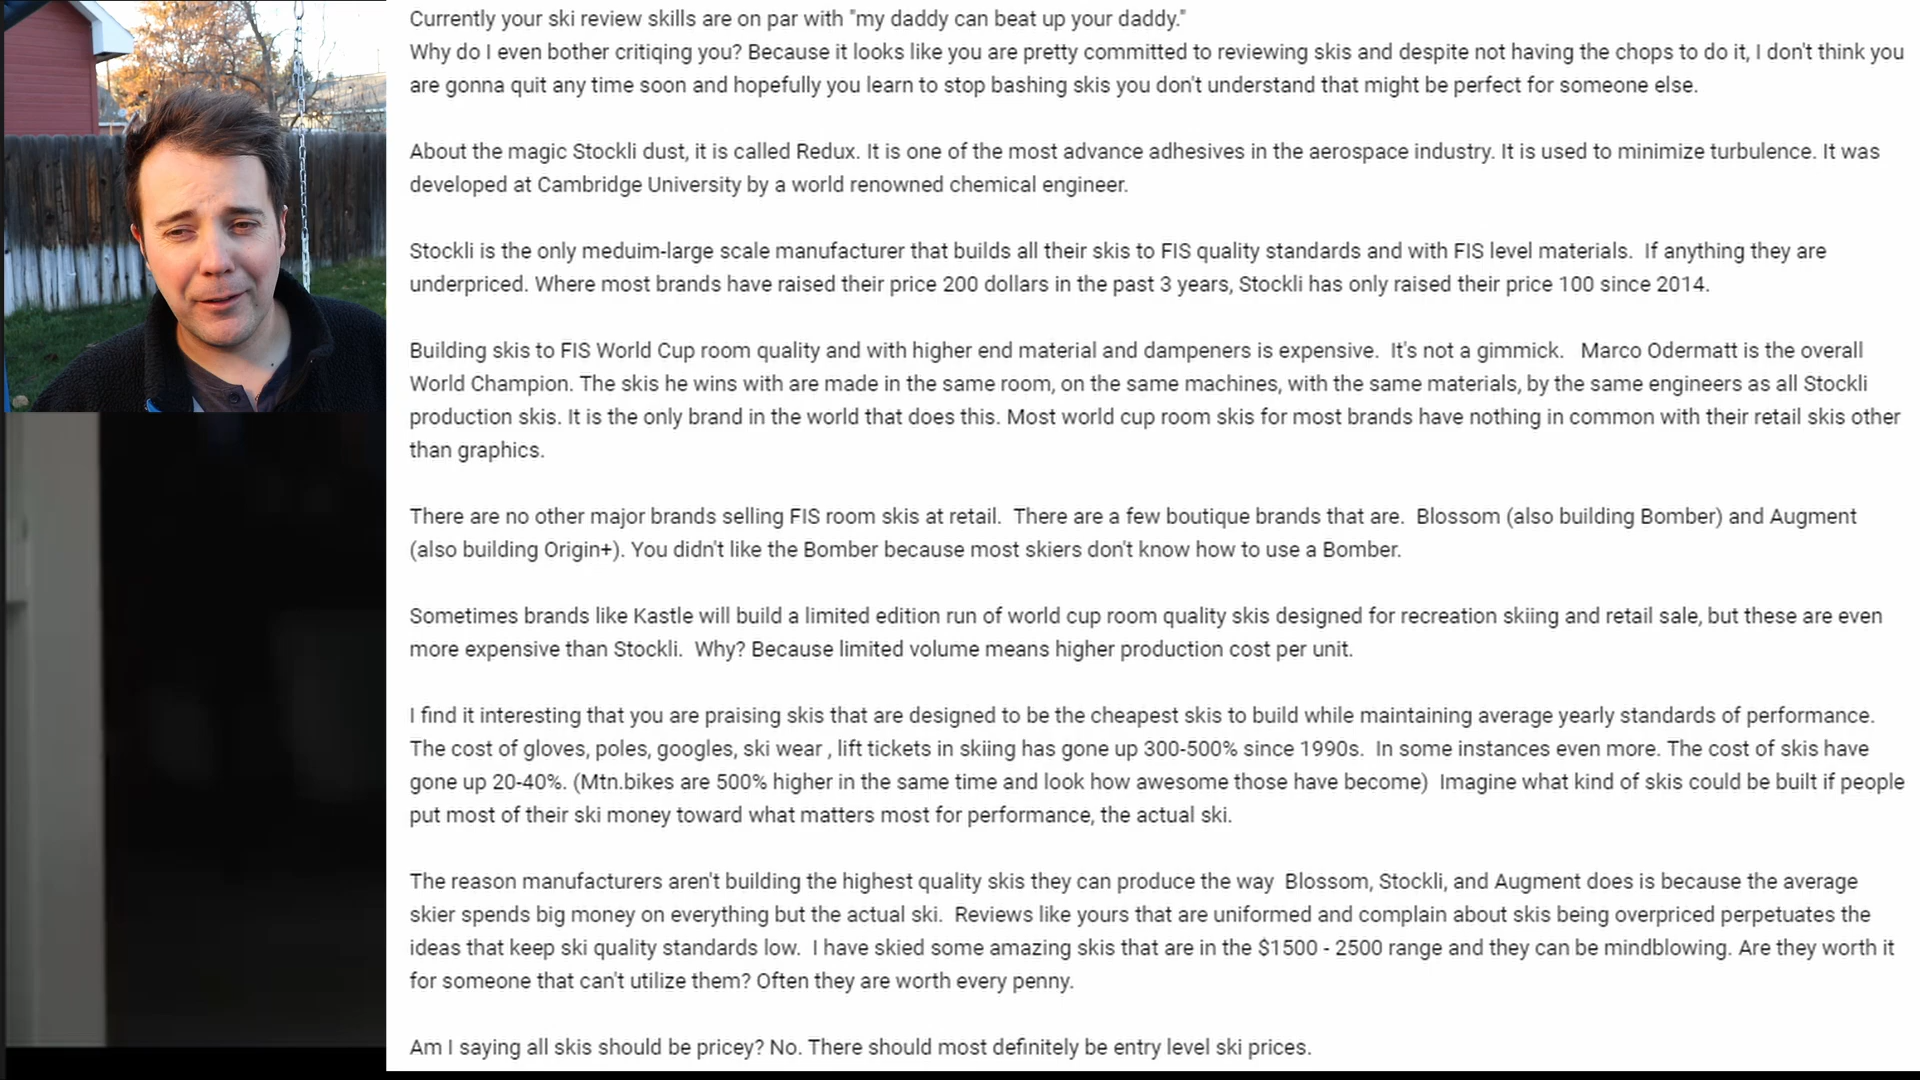 Currently your ski review skills are on par with "my daddy can beat up your daddy."
Why do I even bother critiqing you? Because it looks like you are pretty committed to reviewing skis and despite not having the chops to do it, I don't think you
are gonna quit any time soon and hopefully you learn to stop bashing skis you don't understand that might be perfect for someone else.
About the magic Stockli dust, it is called Redux. It is one of the most advance adhesives in the aerospace industry. It is used to minimize turbulence. It was
developed at Cambridge University by a world renowned chemical engineer.
Stockli is the only meduim-large scale manufacturer that builds all their skis to FIS quality standards and with FIS level materials.  If anything they are
underpriced. Where most brands have raised their price 200 dollars in the past 3 years, Stockli has only raised their price 100 since 2014.
Building skis to FIS World Cup room quality and with higher end material and dampeners is expensive.  It's not a gimmick.   Marco Odermatt is the overall
World Champion. The skis he wins with are made in the same room, on the same machines, with the same materials, by the same engineers as all Stockli
production skis. It is the only brand in the world that does this. Most world cup room skis for most brands have nothing in common with their retail skis other
than graphics.
There are no other major brands selling FIS room skis at retail.  There are a few boutique brands that are.  Blossom (also building Bomber) and Augment
(also building Origin+). You didn't like the Bomber because most skiers don't know how to use a Bomber.
Sometimes brands like Kastle will build a limited edition run of world cup room quality skis designed for recreation skiing and retail sale, but these are even
more expensive than Stockli.  Why? Because limited volume means higher production cost per unit.
I find it interesting that you are praising skis that are designed to be the cheapest skis to build while maintaining average yearly standards of performance.
The cost of gloves, poles, googles, ski wear , lift tickets in skiing has gone up 300-500% since 1990s.  In some instances even more. The cost of skis have
gone up 20-40%. (Mtn.bikes are 500% higher in the same time and look how awesome those have become)  Imagine what kind of skis could be built if people
put most of their ski money toward what matters most for performance, the actual ski.
The reason manufacturers aren't building the highest quality skis they can produce the way  Blossom, Stockli, and Augment does is because the average
skier spends big money on everything but the actual ski.  Reviews like yours that are uniformed and complain about skis being overpriced perpetuates the
ideas that keep ski quality standards low.  I have skied some amazing skis that are in the $1500 - 2500 range and they can be mindblowing. Are they worth it
for someone that can't utilize them? Often they are worth every penny.
Am I saying all skis should be pricey? No. There should most definitely be entry level ski prices.